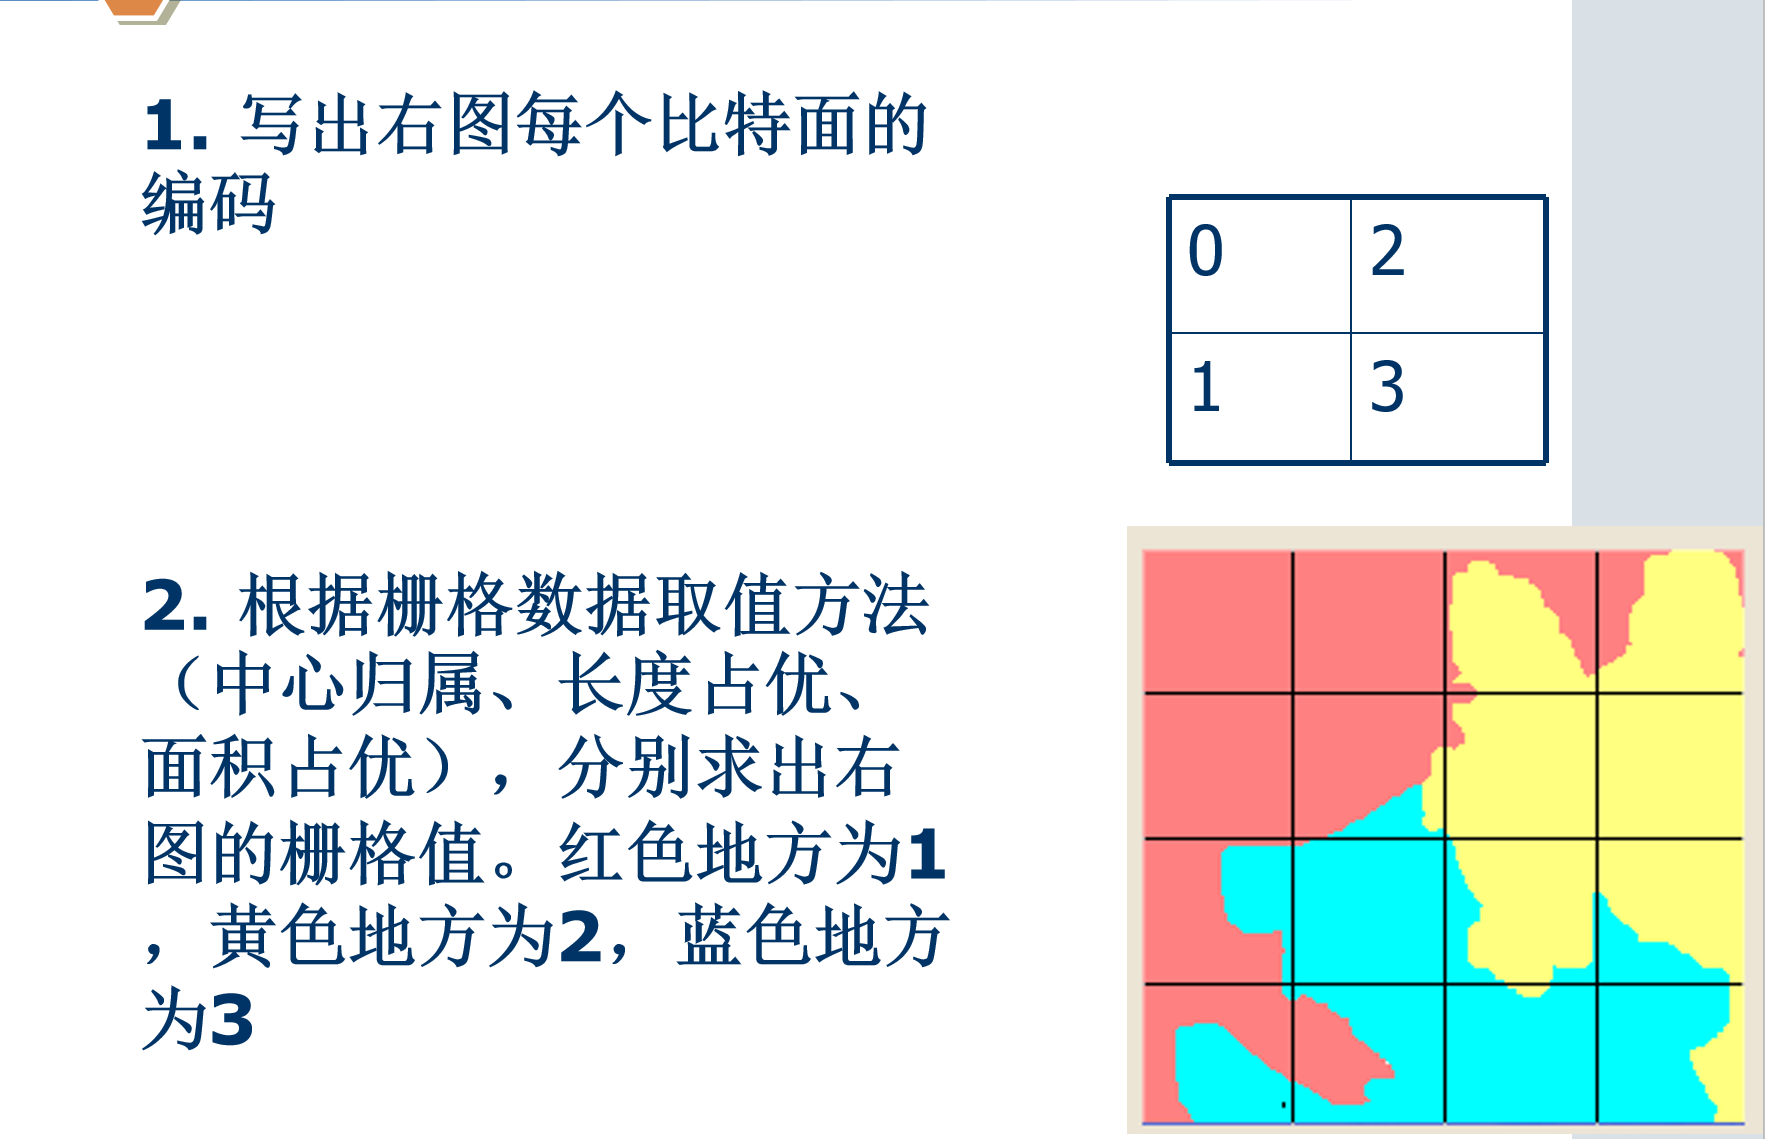 1. 写出右图每个比特面的
编码
0 2
1 3
2. 根据栅格数据取值方法
（中心归属、长度占优、
面积占优），分别求出右
图的栅格值。红色地方为1
，黄色地方为2，蓝色地方
为3